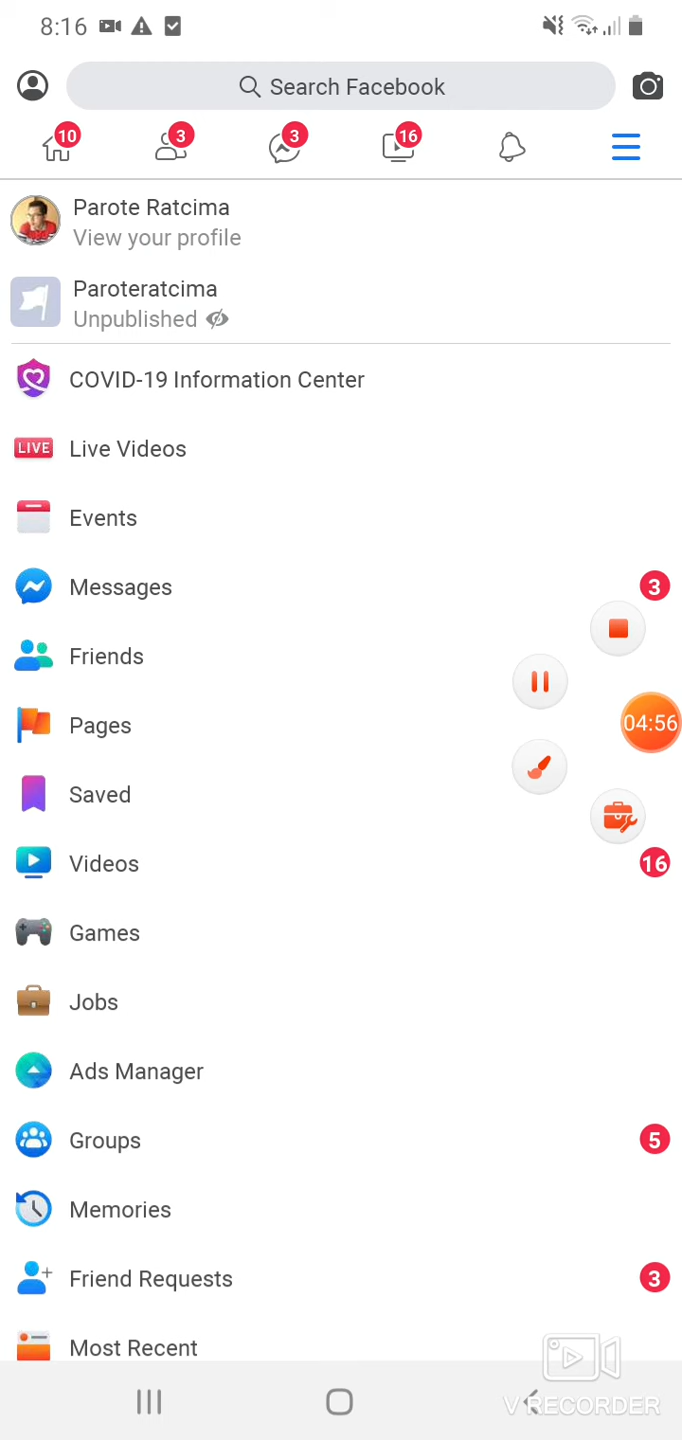 8:16
Search Facebook
10
3
3
16
Parote Ratcima
View your profile
Paroteratcima
Unpublished
COVID-19 Information Center
LIVE Live Videos
Events
Messages 3
Friends
Pages
04:56
Saved
Videos 16
Games
Jobs
Ads Manager
Groups 5
Memories
Friend Requests 3
Most Recent
V RECORDER